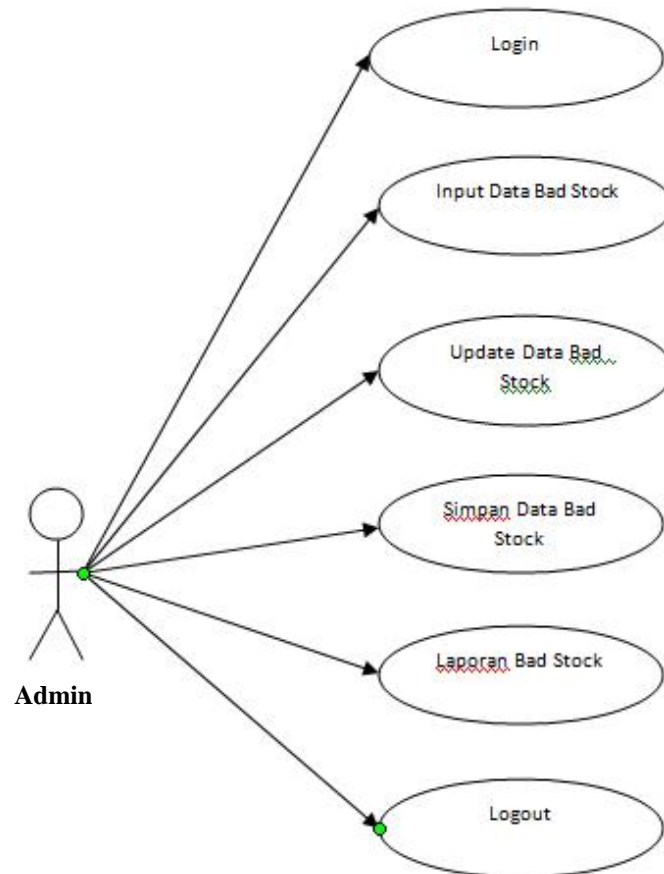 Login
Input Data Bad Stock
Update Data Bad
Stock
Simpan Data Bad
Stock
Laporan Bad Stock
Admin
Logout